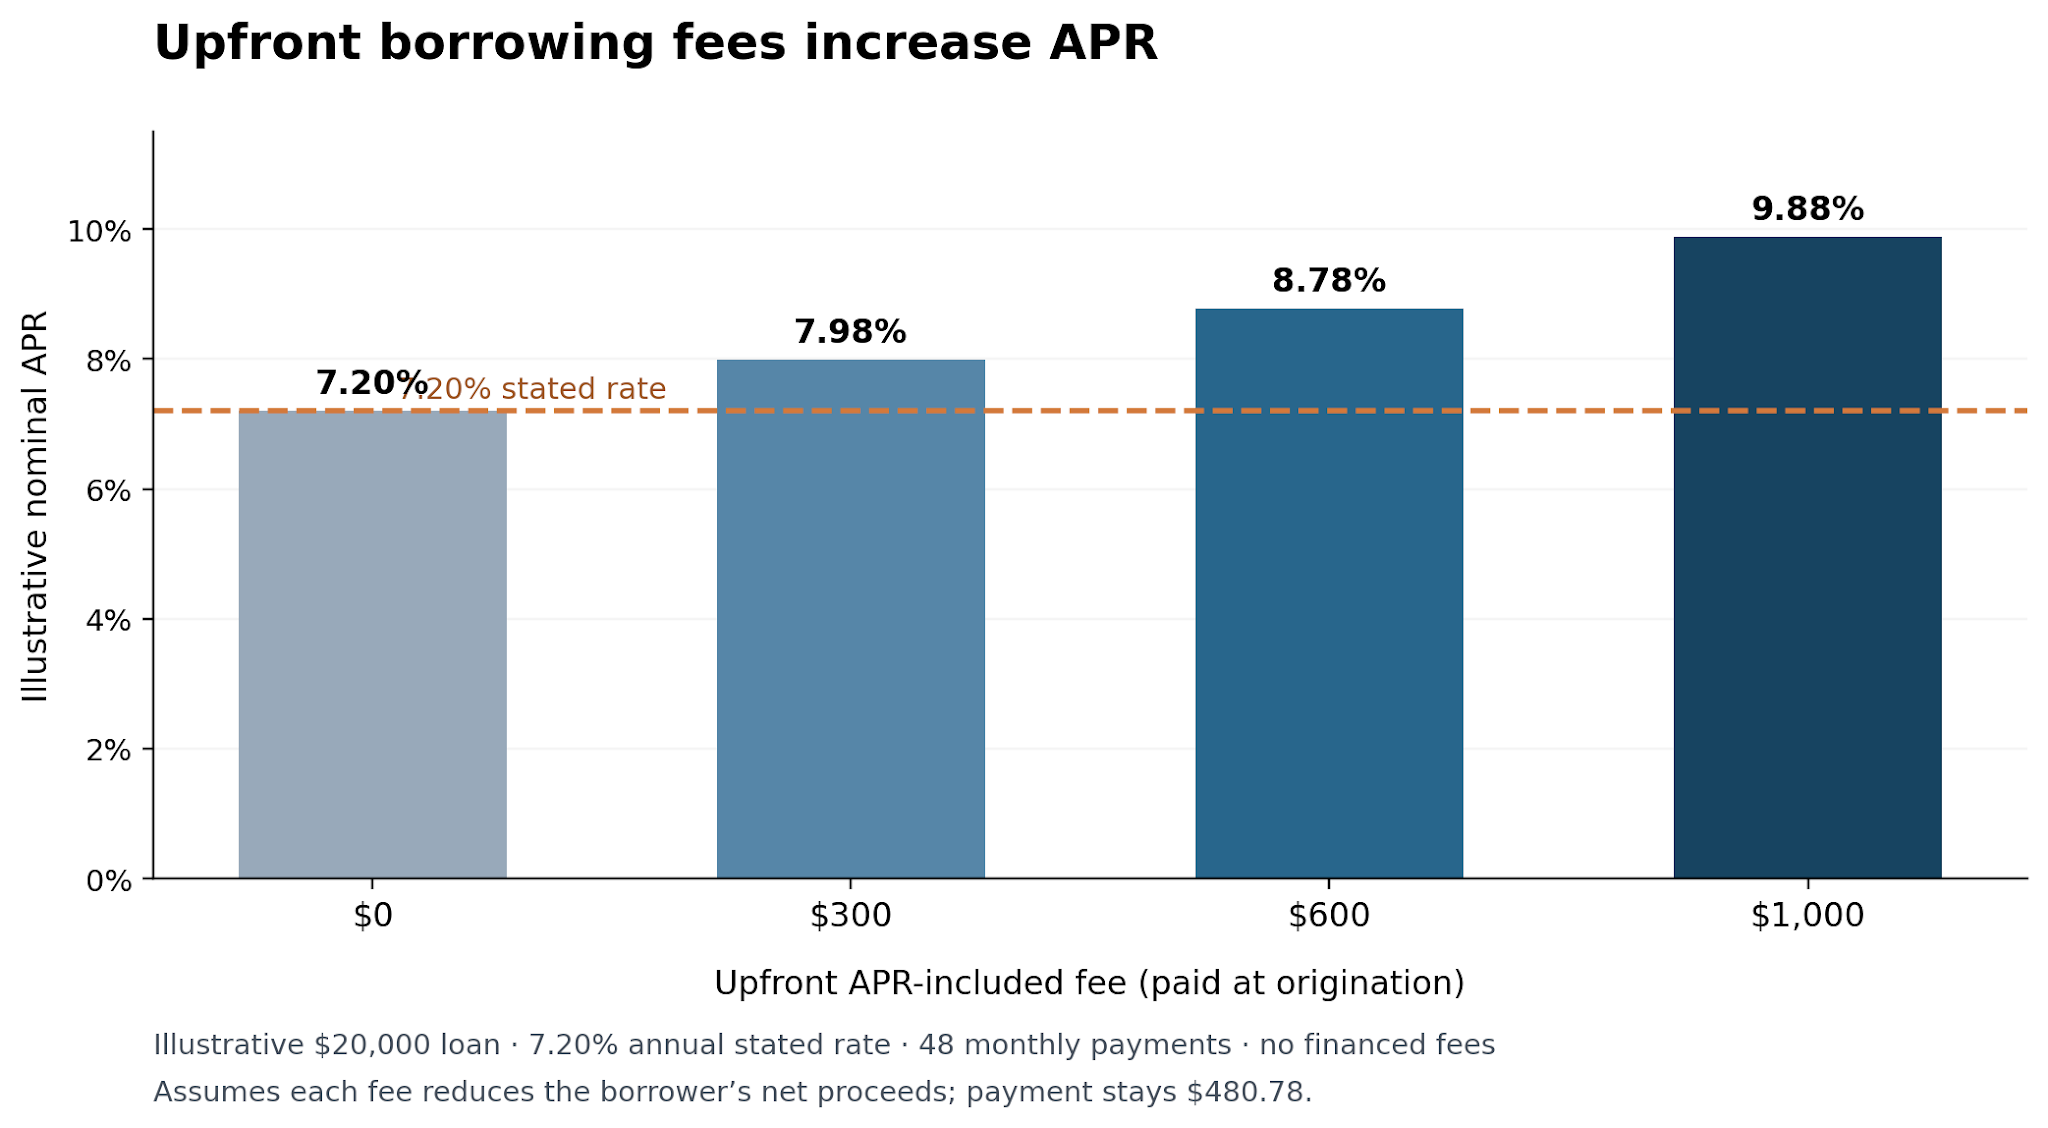 Upfront borrowing fees increase APR
Illustrative nominal APR
10%
8%
6%
4%
2%
0%
7.20%
7.20% stated rate
7.98%
8.78%
9.88%
$0
$300
$600
$1,000
Upfront APR-included fee (paid at origination)
Illustrative $20,000 loan · 7.20% annual stated rate · 48 monthly payments · no financed fees
Assumes each fee reduces the borrower’s net proceeds; payment stays $480.78.